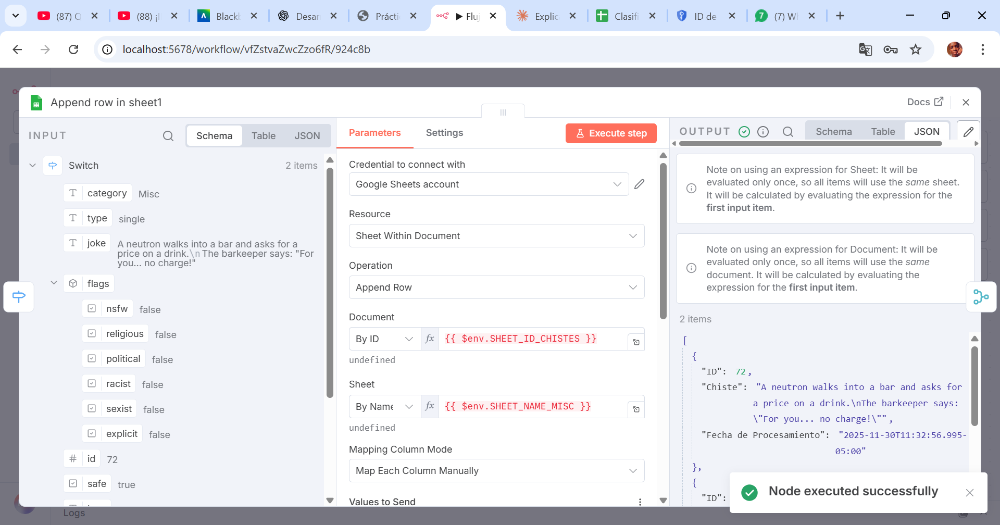 (87) Q
(88) ¡I
Blackb
Desar
Prácti
▶ Fluj
Explic
Clasifi
ID de
(7) W
localhost:5678/workflow/vfZstvaZwcZzo6fR/924c8b
Append row in sheet1
Docs
INPUT
Schema
Table
JSON
Switch
2 items
T category Misc
T type single
T joke A neutron walks into a bar and asks for a
price on a drink.\n The barkeeper says: "For
you... no charge!"
flags
nsfw false
religious false
political false
racist false
sexist false
explicit false
# id 72
safe true
Parameters
Settings
Execute step
Credential to connect with
Google Sheets account
Resource
Sheet Within Document
Operation
Append Row
Document
By ID
fx
{{ $env.SHEET_ID_CHISTES }}
undefined
Sheet
By Name
fx
{{ $env.SHEET_NAME_MISC }}
undefined
Mapping Column Mode
Map Each Column Manually
Values to Send
OUTPUT
Schema
Table
JSON
Note on using an expression for Sheet: It will be
evaluated only once, so all items will use the same sheet.
It will be calculated by evaluating the expression for the
first input item.
Note on using an expression for Document: It will be
evaluated only once, so all items will use the same
document. It will be calculated by evaluating the
expression for the first input item.
2 items
[
{
"ID": 72,
"Chiste": "A neutron walks into a bar and asks for
a price on a drink.\nThe barkeeper says:
\"For you... no charge!\"",
"Fecha de Procesamiento": "2025-11-30T11:32:56.995-
05:00"
},
{
"ID":
Node executed successfully
Logs